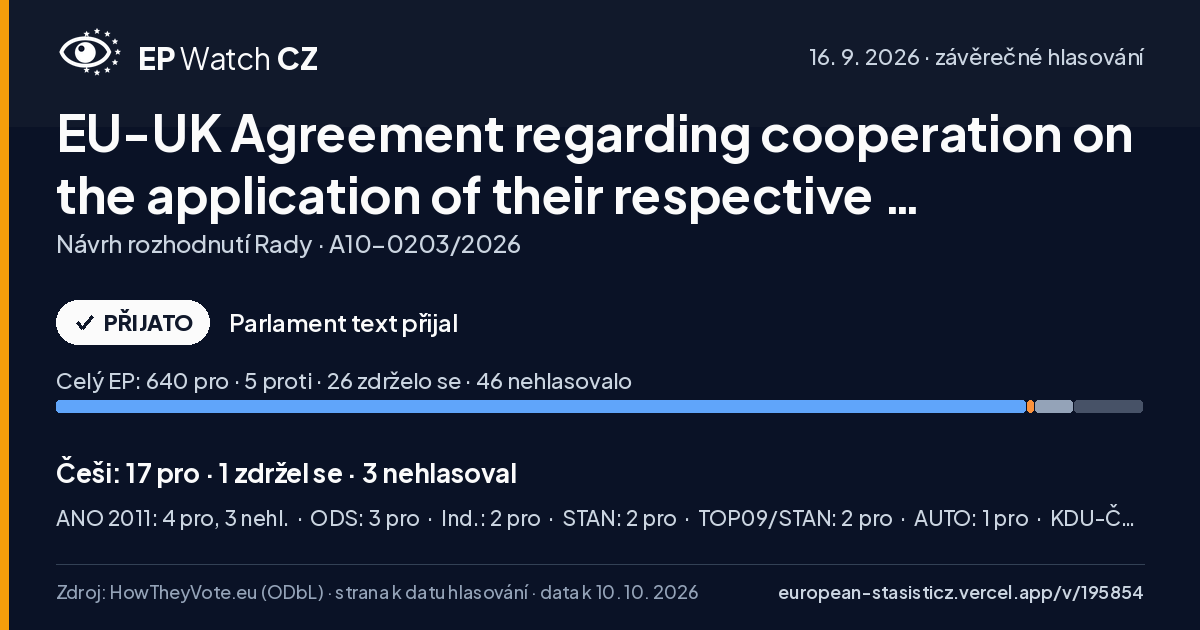 EP Watch CZ
16. 9. 2026 · závěrečné hlasování
EU-UK Agreement regarding cooperation on
the application of their respective …
Návrh rozhodnutí Rady · A10-0203/2026
✓ PŘIJATO
Parlament text přijal
Celý EP: 640 pro · 5 proti · 26 zdrželo se · 46 nehlasovalo
Češi: 17 pro · 1 zdržel se · 3 nehlasoval
ANO 2011: 4 pro, 3 nehl. · ODS: 3 pro · Ind.: 2 pro · STAN: 2 pro · TOP09/STAN: 2 pro · AUTO: 1 pro · KDU-Č…
Zdroj: HowTheyVote.eu (ODbL) · strana k datu hlasování · data k 10. 10. 2026
european-stasisticz.vercel.app/v/195854